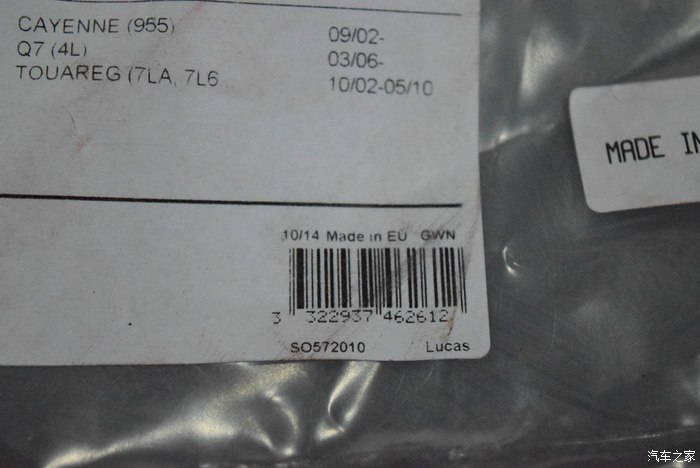 CAYENNE (955) 09/02-
Q7 (4L) 03/06-
TOUAREG (7LA, 7L6 10/02-05/10
MADE IN
10/14 Made in EU GWN
3 322937 462612
SO572010 Lucas
汽车之家